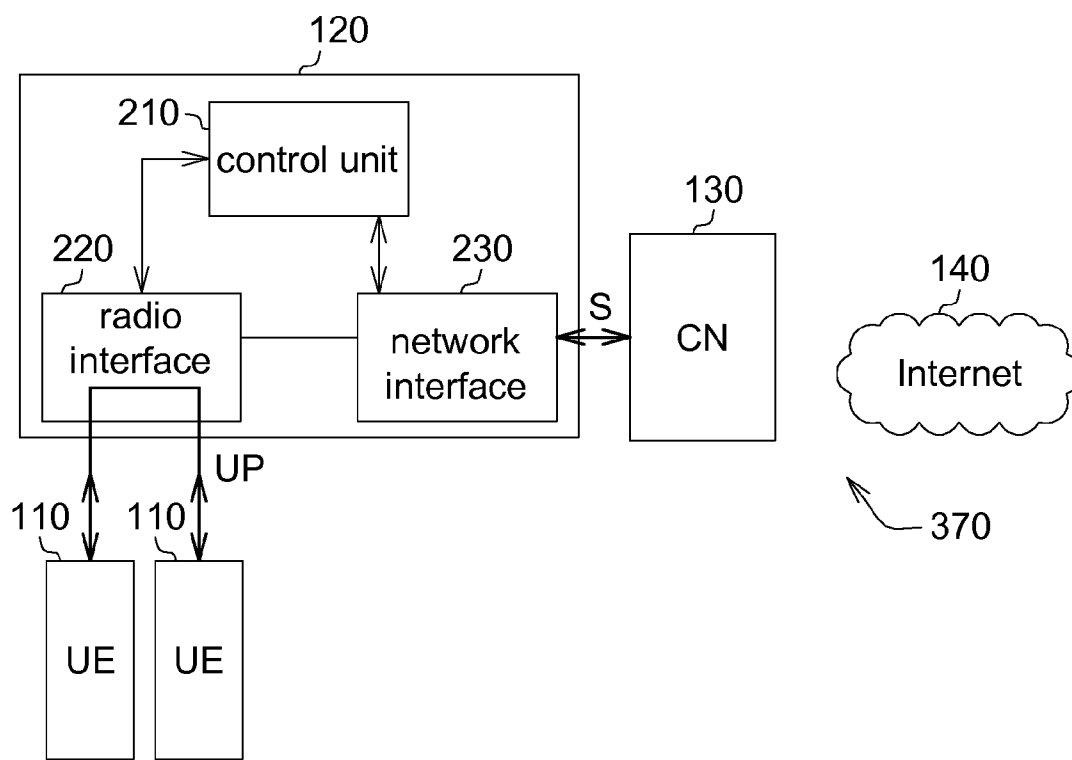 120
210
control unit
130
220
230
140
radio
interface
network
interface
S
CN
Internet
UP
110
110
370
UE
UE